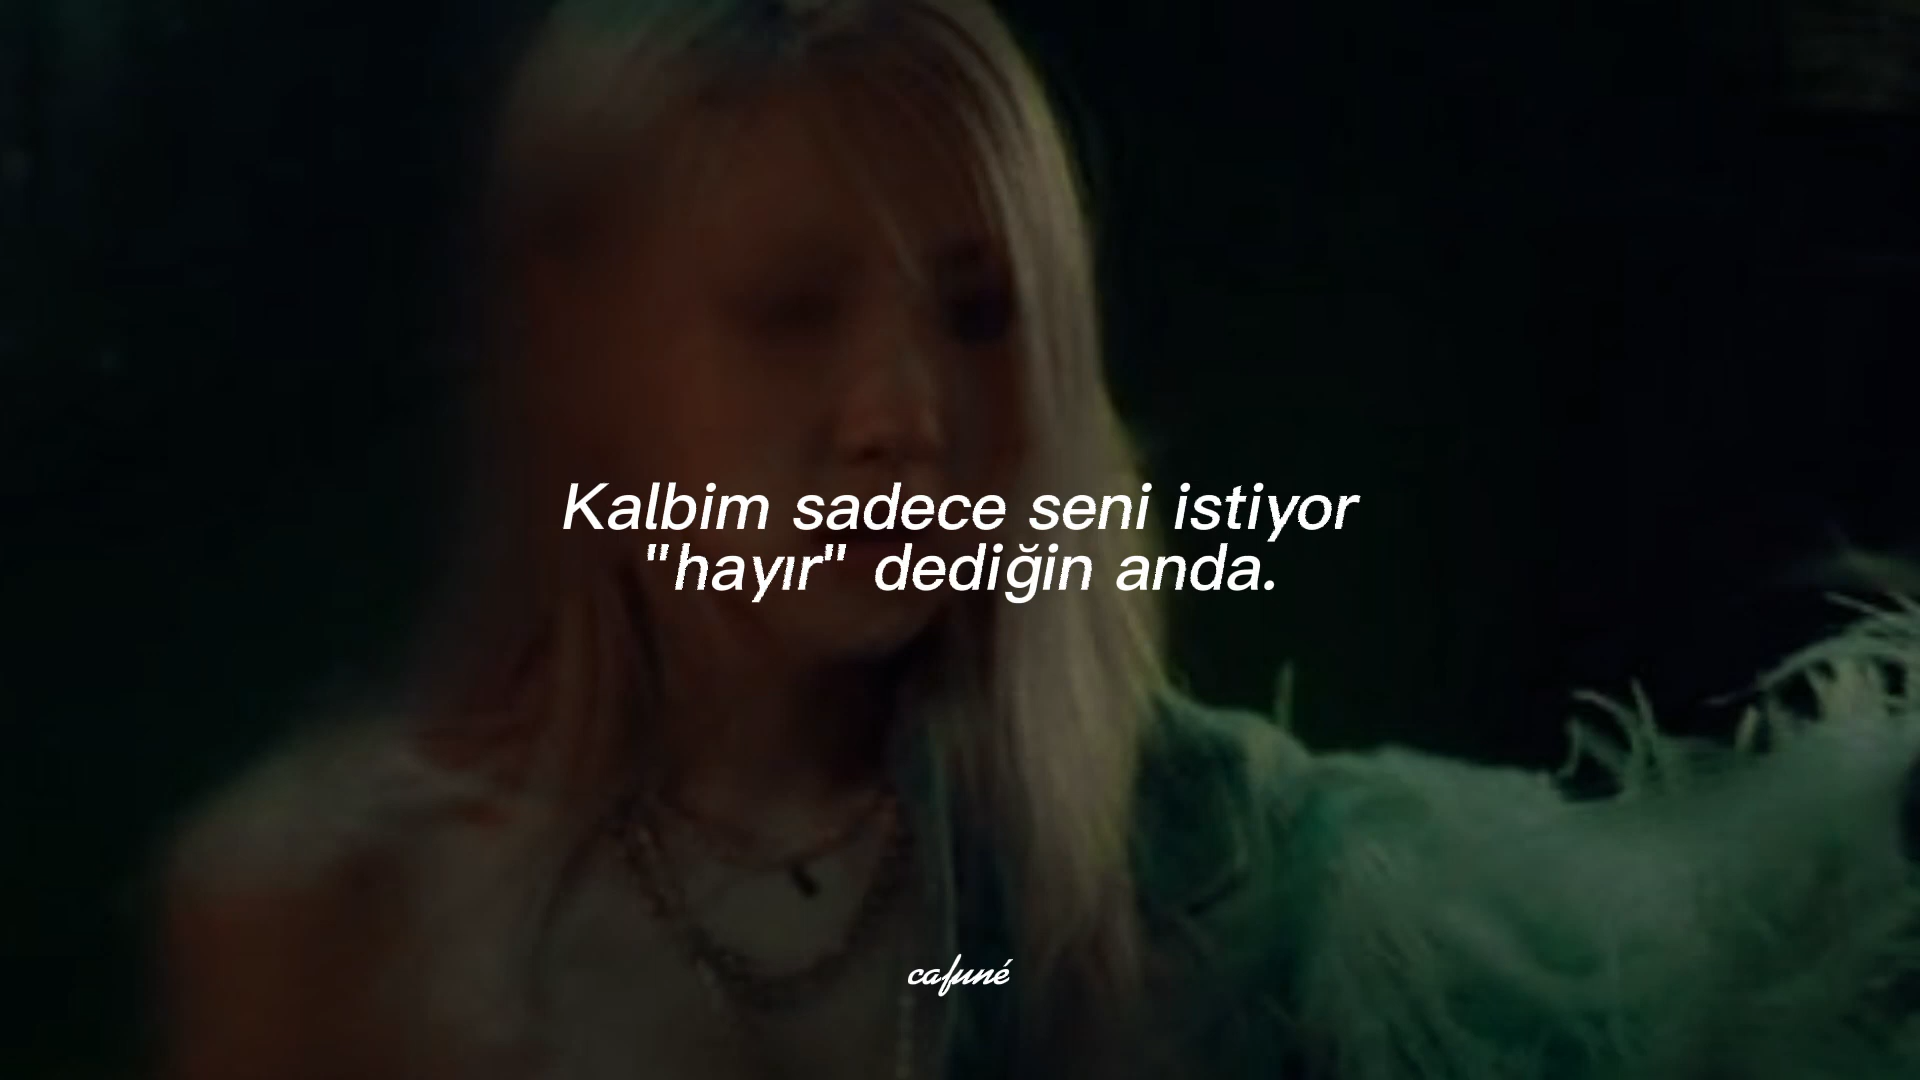 Kalbim sadece seni istiyor
"hayır" dediğin anda.
cafuné